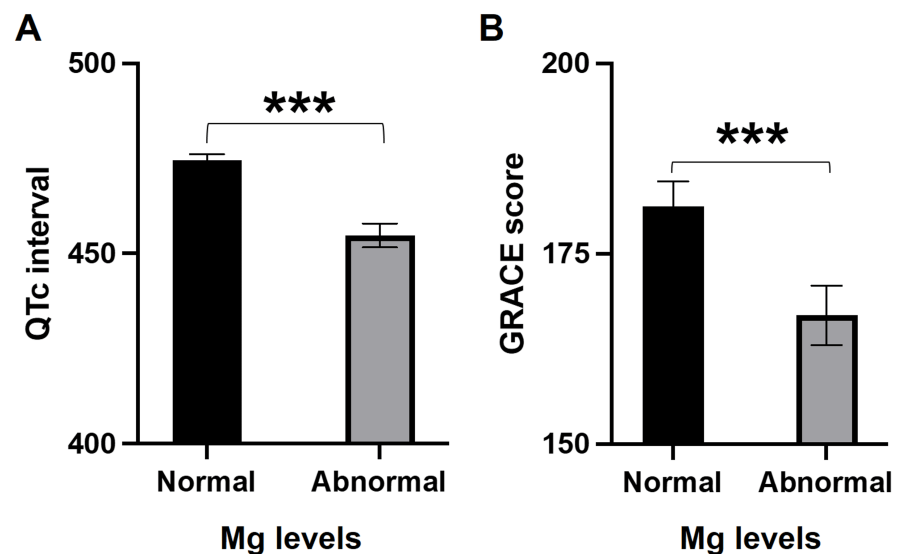 A
500
450
400
QTc interval
***
Normal
Abnormal
Mg levels
B
200
175
150
GRACE score
***
Normal
Abnormal
Mg levels